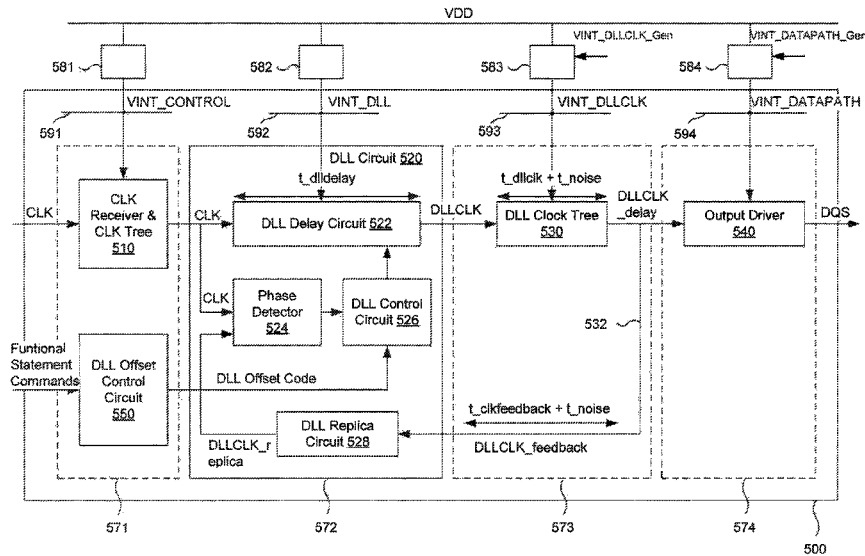 VDD
VINT_DLLCLK_Gen
VINT_DATAPATH_Ger
581
582
583
584
VINT_CONTROL
VINT_DLL
VINT_DLLCLK
VINT_DATAPATH
591
592
593
594
DLL Circuit 520
t_dlldelay
t_dllclk + t_noise
DLLCLK
_delay
CLK
CLK
Receiver &
CLK Tree
510
CLK
DLL Delay Circuit 522
DLLCLK
DLL Clock Tree
530
Output Driver
540
DQS
CLK
Phase
Detector
524
DLL Control
Circuit 526
532
Funtional
Statement
Commands
DLL Offset
Control
Circuit
550
DLL Offset Code
t_clkfeedback + t_noise
DLL Replica
Circuit 528
DLLCLK_r
eplica
DLLCLK_feedback
571
572
573
574
500